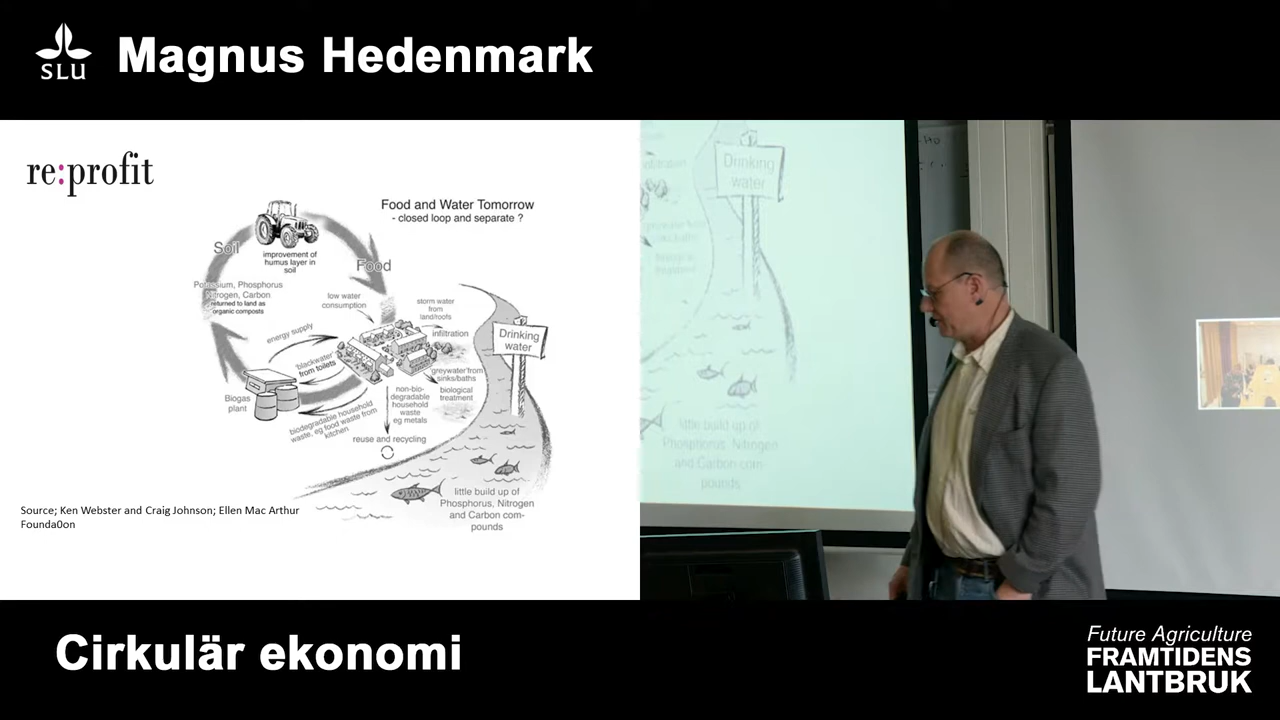 SLU
Magnus Hedenmark
re:profit
Food and Water Tomorrow
- closed loop and separate ?
Soil
improvement of
humus layer in
soil
Food
Potassium, Phosphorus
Nitrogen, Carbon
returned to land as
organic composts
low water
consumption
storm water
from
land/roofs
infiltration
energy supply
'blackwater'
from toilets
'greywater' from
sinks/baths
biological
treatment
Drinking
water
Biogas
plant
biodegradable household
waste, eg food waste from
kitchen
non-bio-
degradable
household
waste
eg metals
reuse and recycling
little build up of
Phosphorus, Nitrogen
and Carbon com-
pounds
Source; Ken Webster and Craig Johnson; Ellen Mac Arthur
Founda0on
Drinking
water
little build up of
Phosphorus, Nitrogen
and Carbon com-
pounds
Cirkulär ekonomi
Future Agriculture
FRAMTIDENS
LANTBRUK